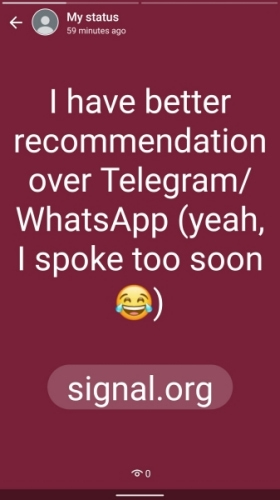 My status
59 minutes ago
I have better
recommendation
over Telegram/
WhatsApp (yeah,
I spoke too soon
😂)
signal.org
0